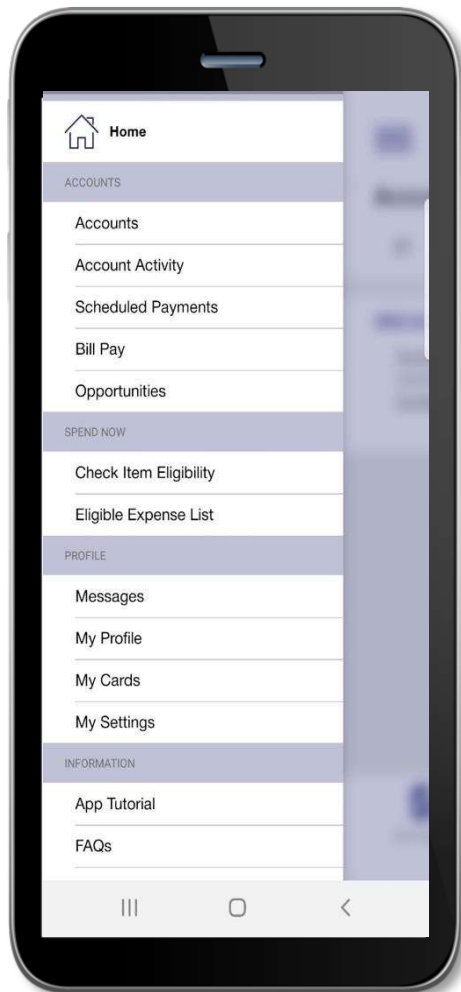 Home
ACCOUNTS
Accounts
Account Activity
Scheduled Payments
Bill Pay
Opportunities
SPEND NOW
Check Item Eligibility
Eligible Expense List
PROFILE
Messages
My Profile
My Cards
My Settings
INFORMATION
App Tutorial
FAQs